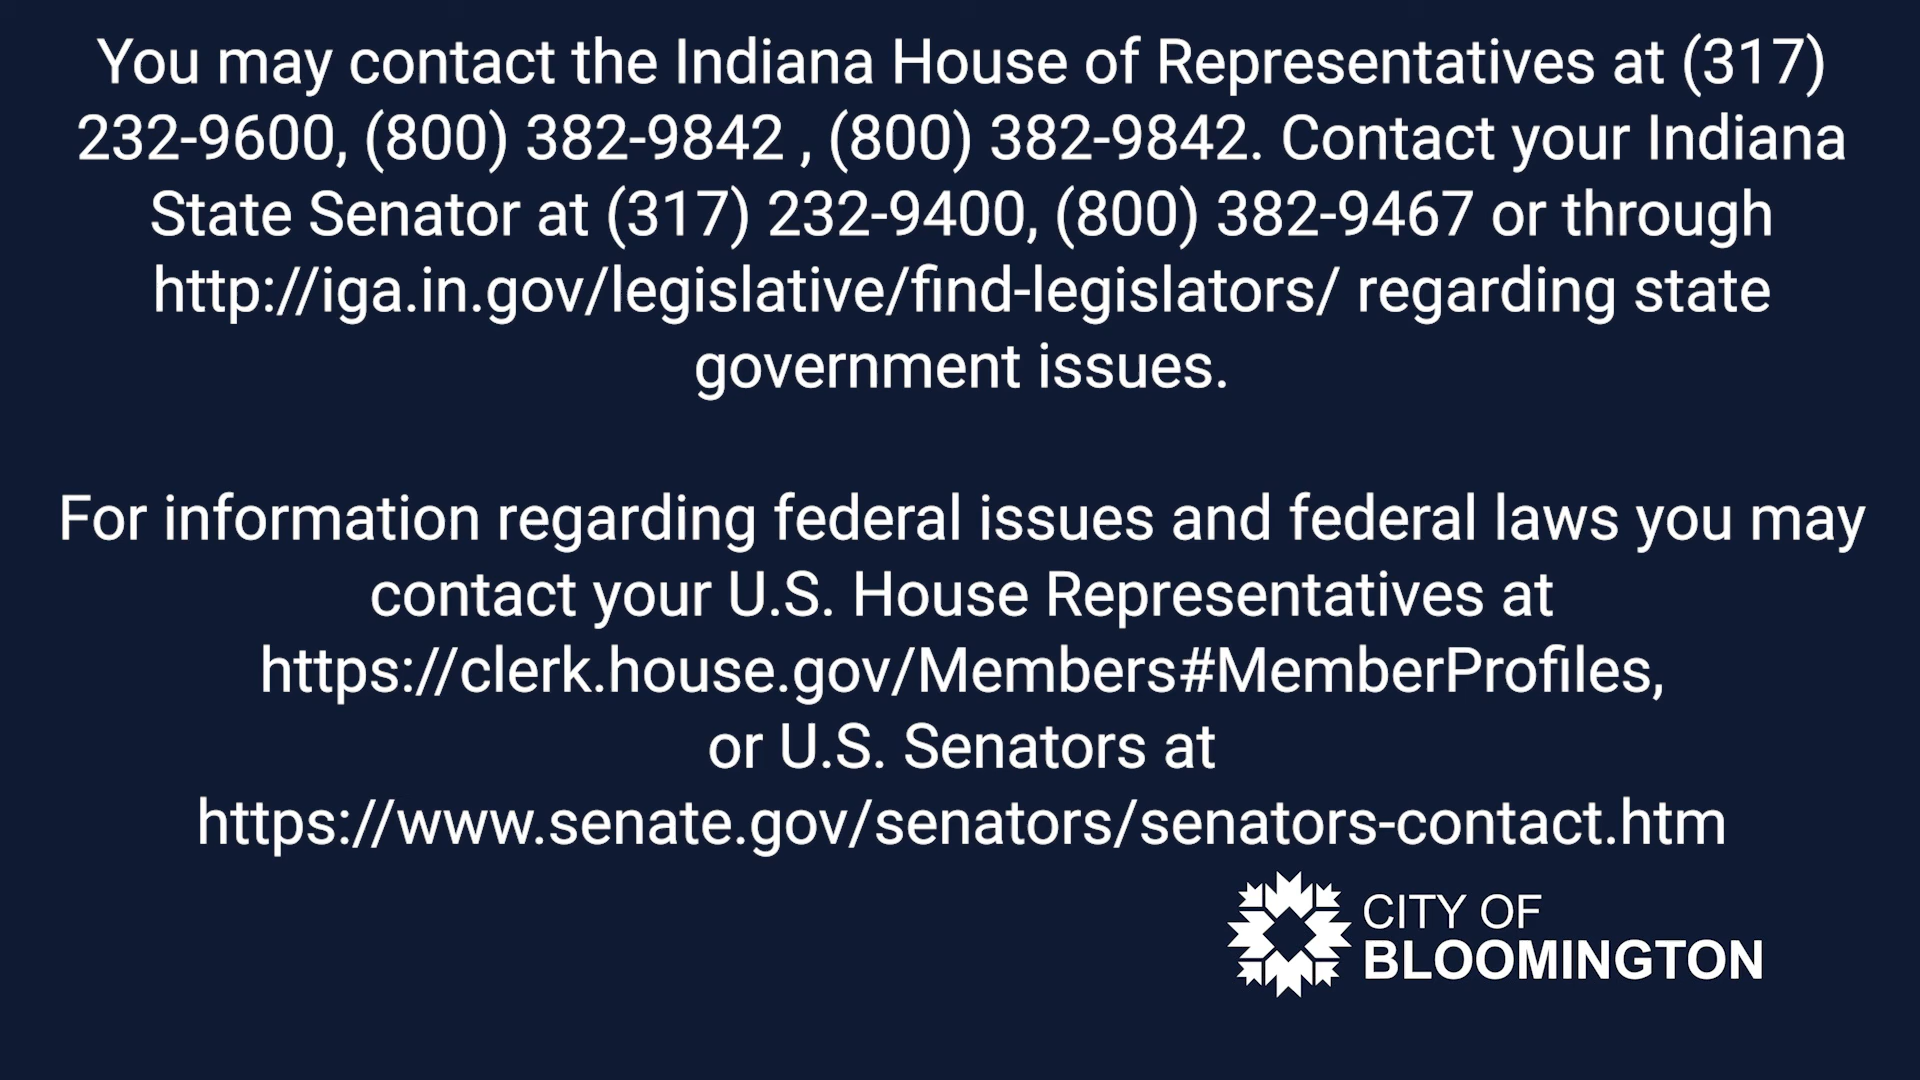 You may contact the Indiana House of Representatives at (317)
232-9600, (800) 382-9842 , (800) 382-9842. Contact your Indiana
State Senator at (317) 232-9400, (800) 382-9467 or through
http://iga.in.gov/legislative/find-legislators/ regarding state
government issues.
For information regarding federal issues and federal laws you may
contact your U.S. House Representatives at
https://clerk.house.gov/Members#MemberProfiles,
or U.S. Senators at
https://www.senate.gov/senators/senators-contact.htm
CITY OF
BLOOMINGTON